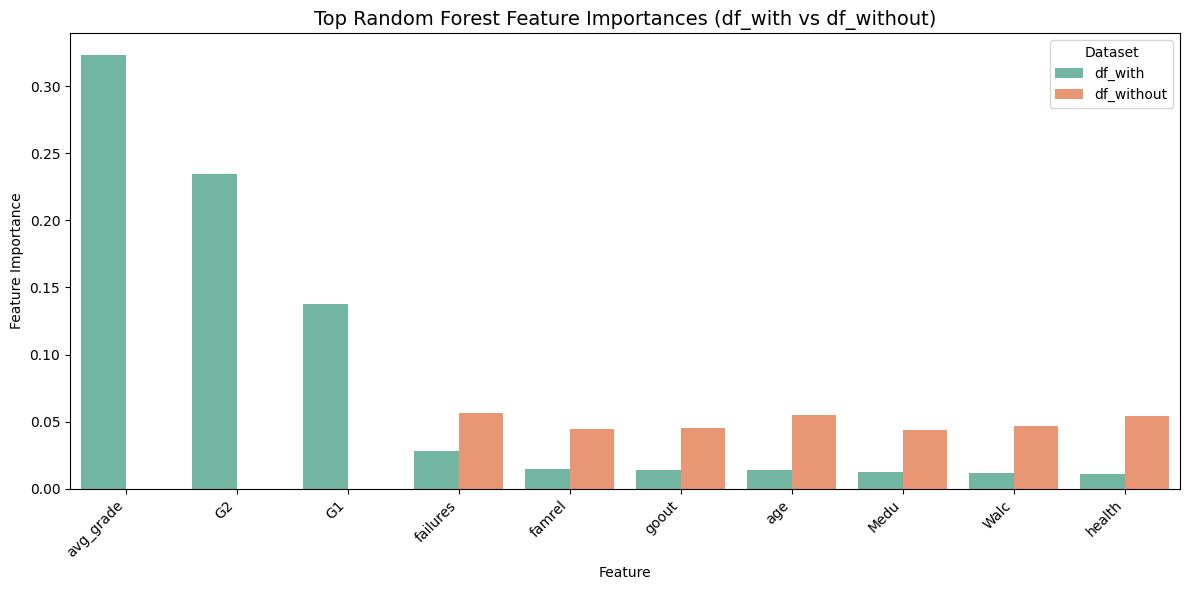 Top Random Forest Feature Importances (df_with vs df_without)
Dataset
df_with
df_without
Feature Importance
0.30
0.25
0.20
0.15
0.10
0.05
0.00
avg_grade
G2
G1
failures
famrel
goout
age
Medu
Walc
health
Feature